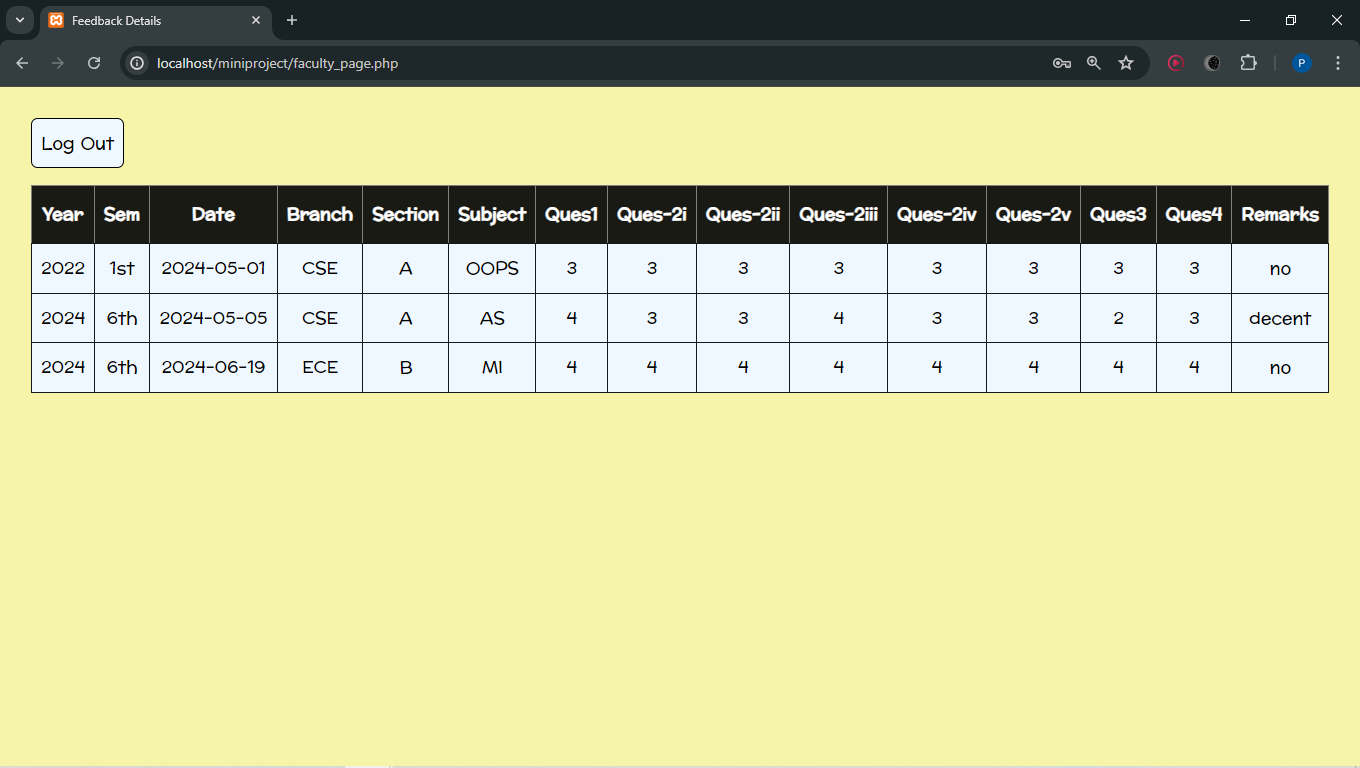 Feedback Details
localhost/miniproject/faculty_page.php
P
Log Out
Year Sem Date Branch Section Subject Ques1 Ques-2i Ques-2ii Ques-2iii Ques-2iv Ques-2v Ques3 Ques4 Remarks
2022 1st 2024-05-01 CSE A OOPS 3 3 3 3 3 3 3 3 no
2024 6th 2024-05-05 CSE A AS 4 3 3 4 3 3 2 3 decent
2024 6th 2024-06-19 ECE B MI 4 4 4 4 4 4 4 4 no